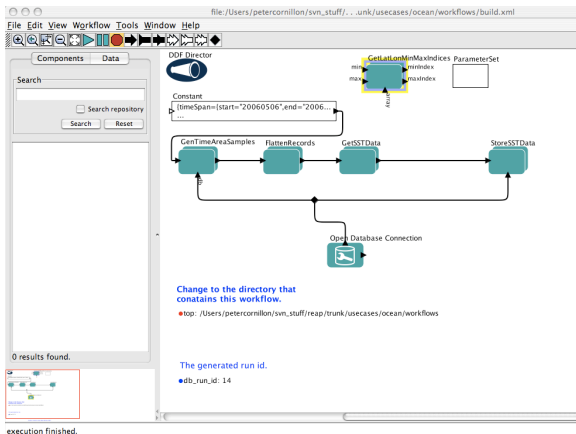 file:/Users/petercornillon/svn_stuff/. . .unk/usecases/ocean/workflows/build.xml
File Edit View Workflow Tools Window Help
Components Data
Search
Search repository
Search Reset
0 results found.
execution finished.
DDF Director
GetLatLonMinMaxIndices
ParameterSet
min
minIndex
max
maxIndex
array
Constant
{timeSpan={start="20060506",end="2006...
...
GenTimeAreaSamples
FlattenRecords
GetSSTData
StoreSSTData
db
Open Database Connection
Change to the directory that
conatains this workflow.
top: /Users/petercornillon/svn_stuff/reap/trunk/usecases/ocean/workflows
The generated run id.
db_run_id: 14